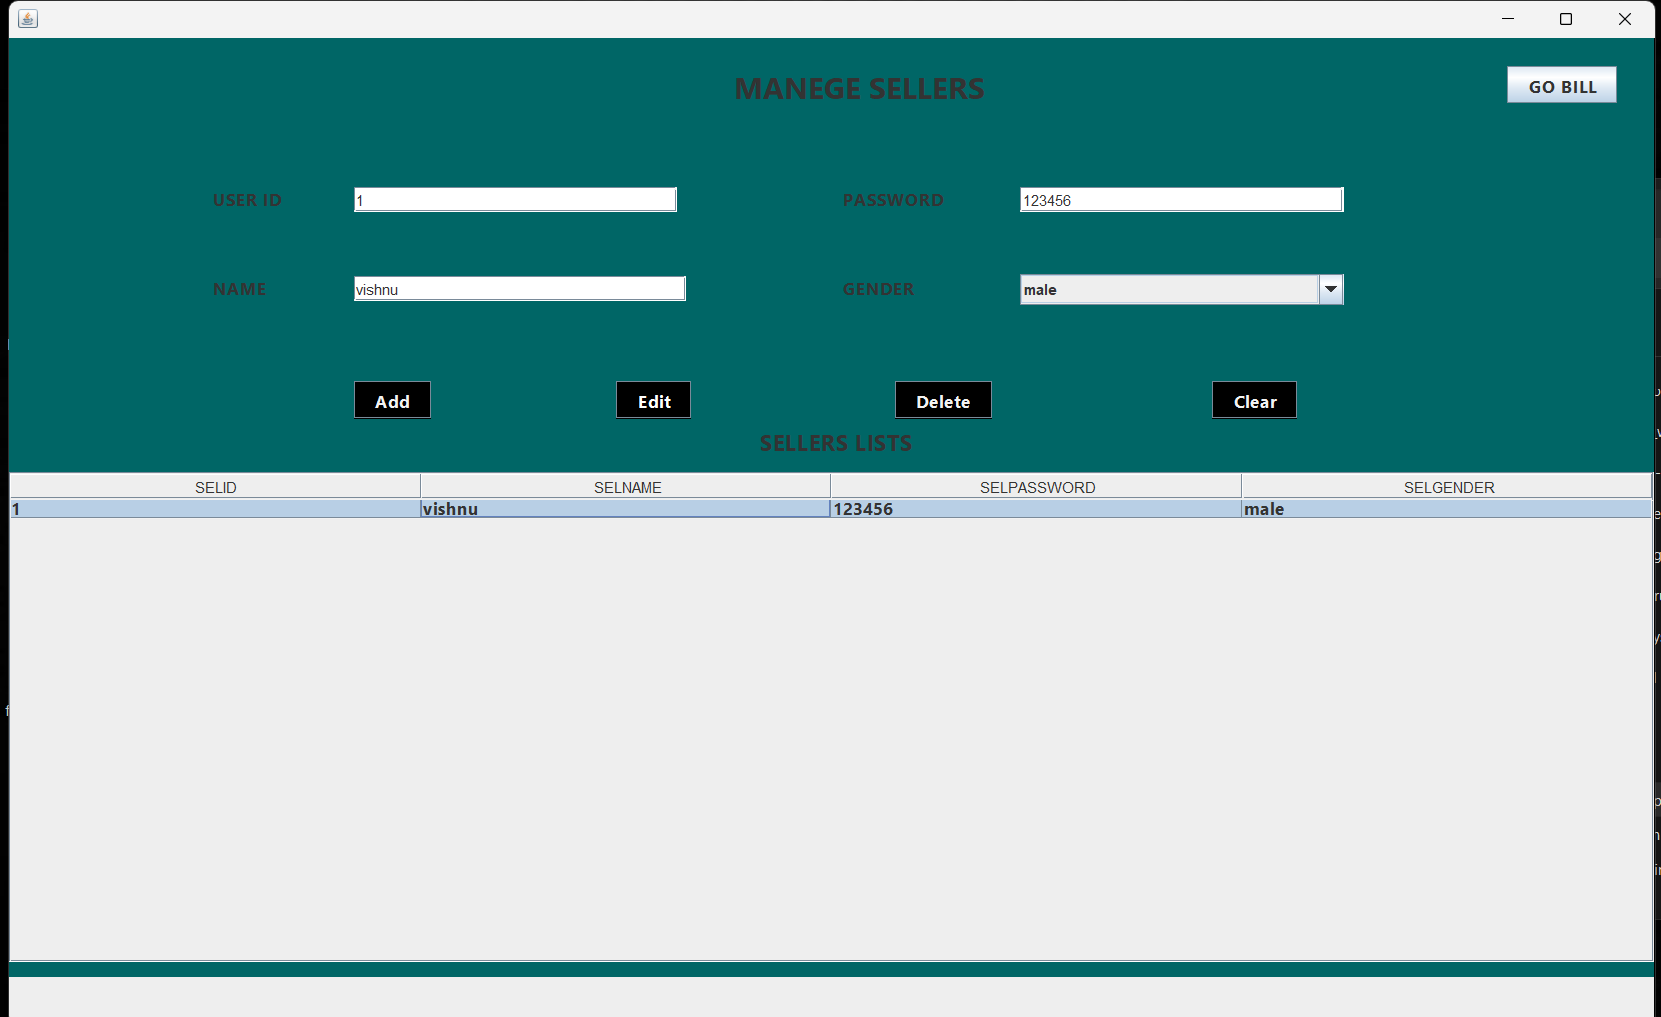 MANEGE SELLERS
GO BILL
USER ID 1 PASSWORD 123456
NAME vishnu GENDER male
Add Edit Delete Clear
SELLERS LISTS
SELID SELNAME SELPASSWORD SELGENDER
1 vishnu 123456 male